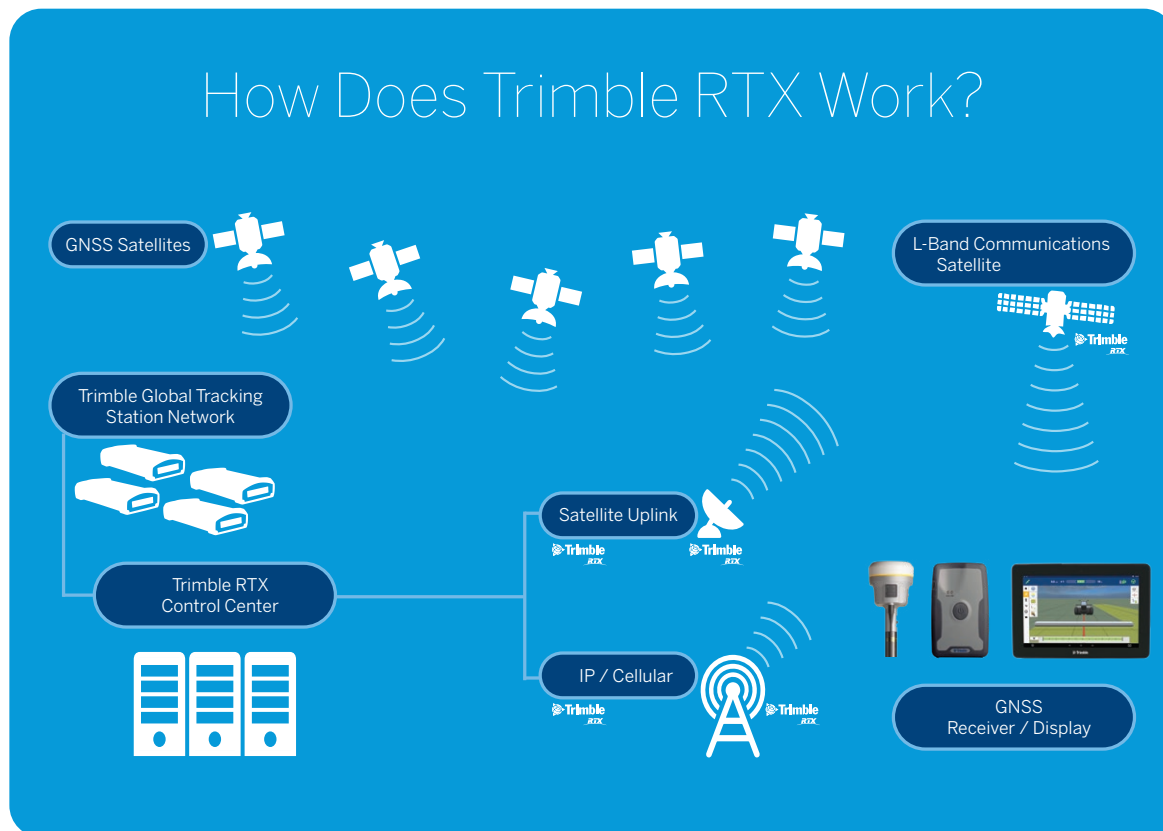 How Does Trimble RTX Work?
GNSS Satellites
L-Band Communications
Satellite
Trimble
RTX
Trimble Global Tracking
Station Network
Satellite Uplink
Trimble
RTX
Trimble
RTX
Trimble RTX
Control Center
IP / Cellular
Trimble
RTX
Trimble
RTX
Trimble
GNSS
Receiver / Display